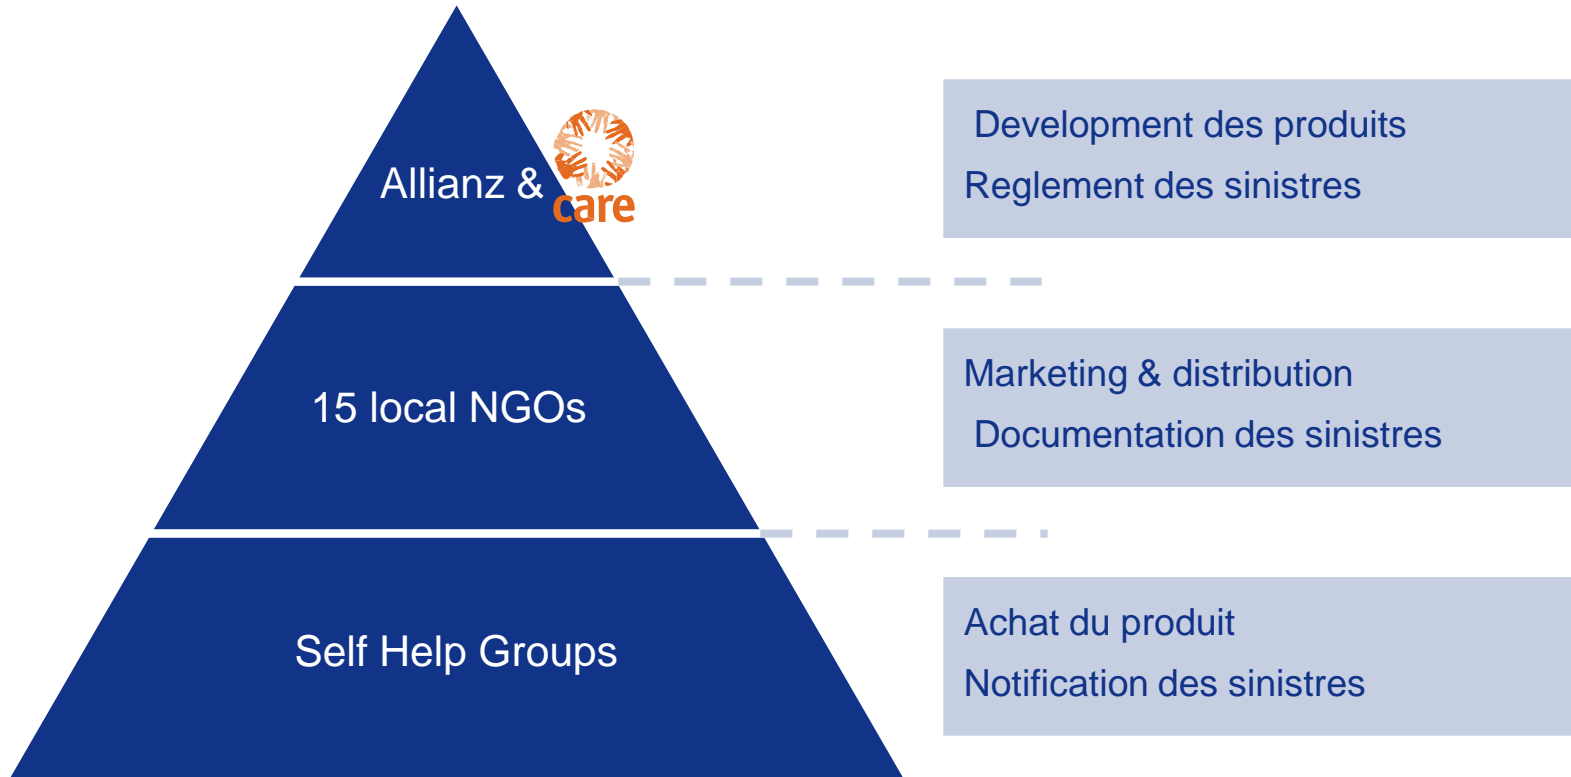 Allianz &
care
Development des produits
Reglement des sinistres
15 local NGOs
Marketing & distribution
Documentation des sinistres
Self Help Groups
Achat du produit
Notification des sinistres